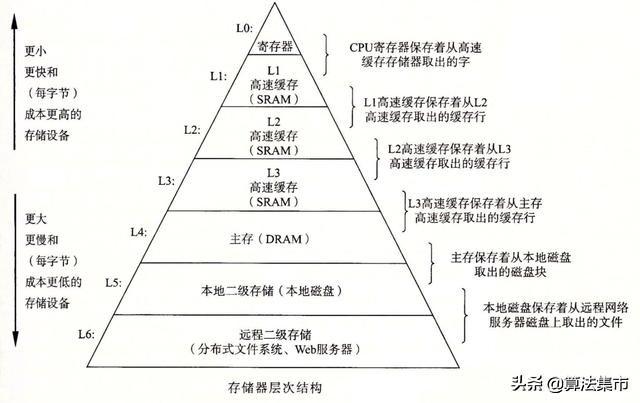 更小
更快和
（每字节）
成本更高的
存储设备
更大
更慢和
（每字节）
成本更低的
存储设备
L0:
寄存器
CPU寄存器保存着从高速
缓存存储器取出的字
L1:
L1
高速缓存
（SRAM）
L1高速缓存保存着从L2
高速缓存取出的缓存行
L2:
L2
高速缓存
（SRAM）
L2高速缓存保存着从L3
高速缓存取出的缓存行
L3:
L3
高速缓存
（SRAM）
L3高速缓存保存着从主存
高速缓存取出的缓存行
L4:
主存（DRAM）
主存保存着从本地磁盘
取出的磁盘块
L5:
本地二级存储（本地磁盘）
本地磁盘保存着从远程网络
服务器磁盘上取出的文件
L6:
远程二级存储
（分布式文件系统、Web服务器）
存储器层次结构
头条 @算法集市